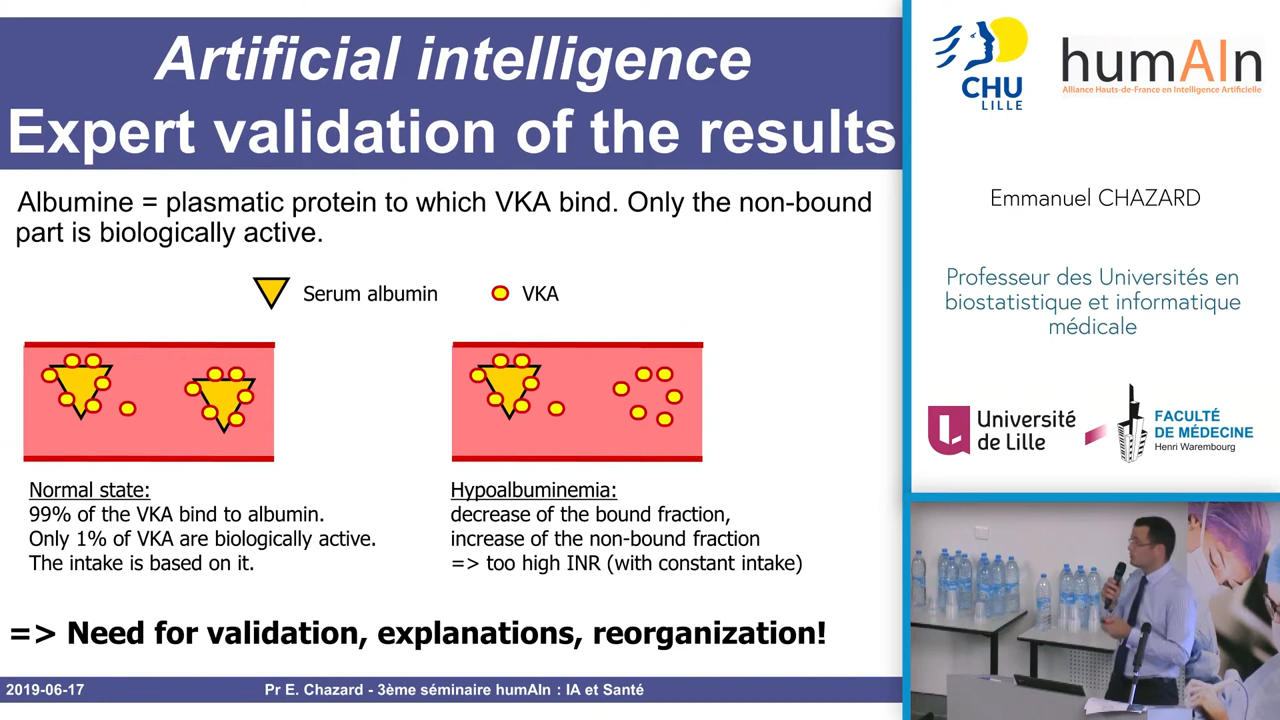 Artificial intelligence
Expert validation of the results
Albumine = plasmatic protein to which VKA bind. Only the non-bound
part is biologically active.
Serum albumin
VKA
Normal state:
99% of the VKA bind to albumin.
Only 1% of VKA are biologically active.
The intake is based on it.
Hypoalbuminemia:
decrease of the bound fraction,
increase of the non-bound fraction
=> too high INR (with constant intake)
=> Need for validation, explanations, reorganization!
2019-06-17
Pr E. Chazard - 3ème séminaire humAIn : IA et Santé
CHU
LILLE
humAIn
Alliance Hauts-de-France en Intelligence Artificielle
Emmanuel CHAZARD
Professeur des Universités en
biostatistique et informatique
médicale
Université
de Lille
FACULTÉ
DE MÉDECINE
Henri Warembourg